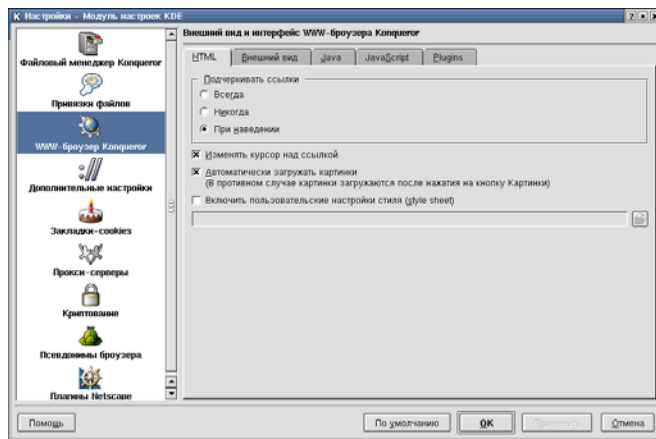 Настройки - Модуль настроек KDE
Файловый менеджер Konqueror
Привязки файлов
WWW-броузер Konqueror
Дополнительные настройки
Закладки-cookies
Прокси-серверы
Криптование
Псевдонимы броузера
Плагины Netscape
Внешний вид и интерфейс WWW-броузера Konqueror
HTML Внешний вид Java JavaScript Plugins
Подчеркивать ссылки
Всегда
Никогда
При наведении
Изменять курсор над ссылкой
Автоматически загружать картинки
(В противном случае картинки загружаются после нажатия на кнопку Картинки)
Включить пользовательские настройки стиля (style sheet)
Помощь По умолчанию OK Применить Отмена